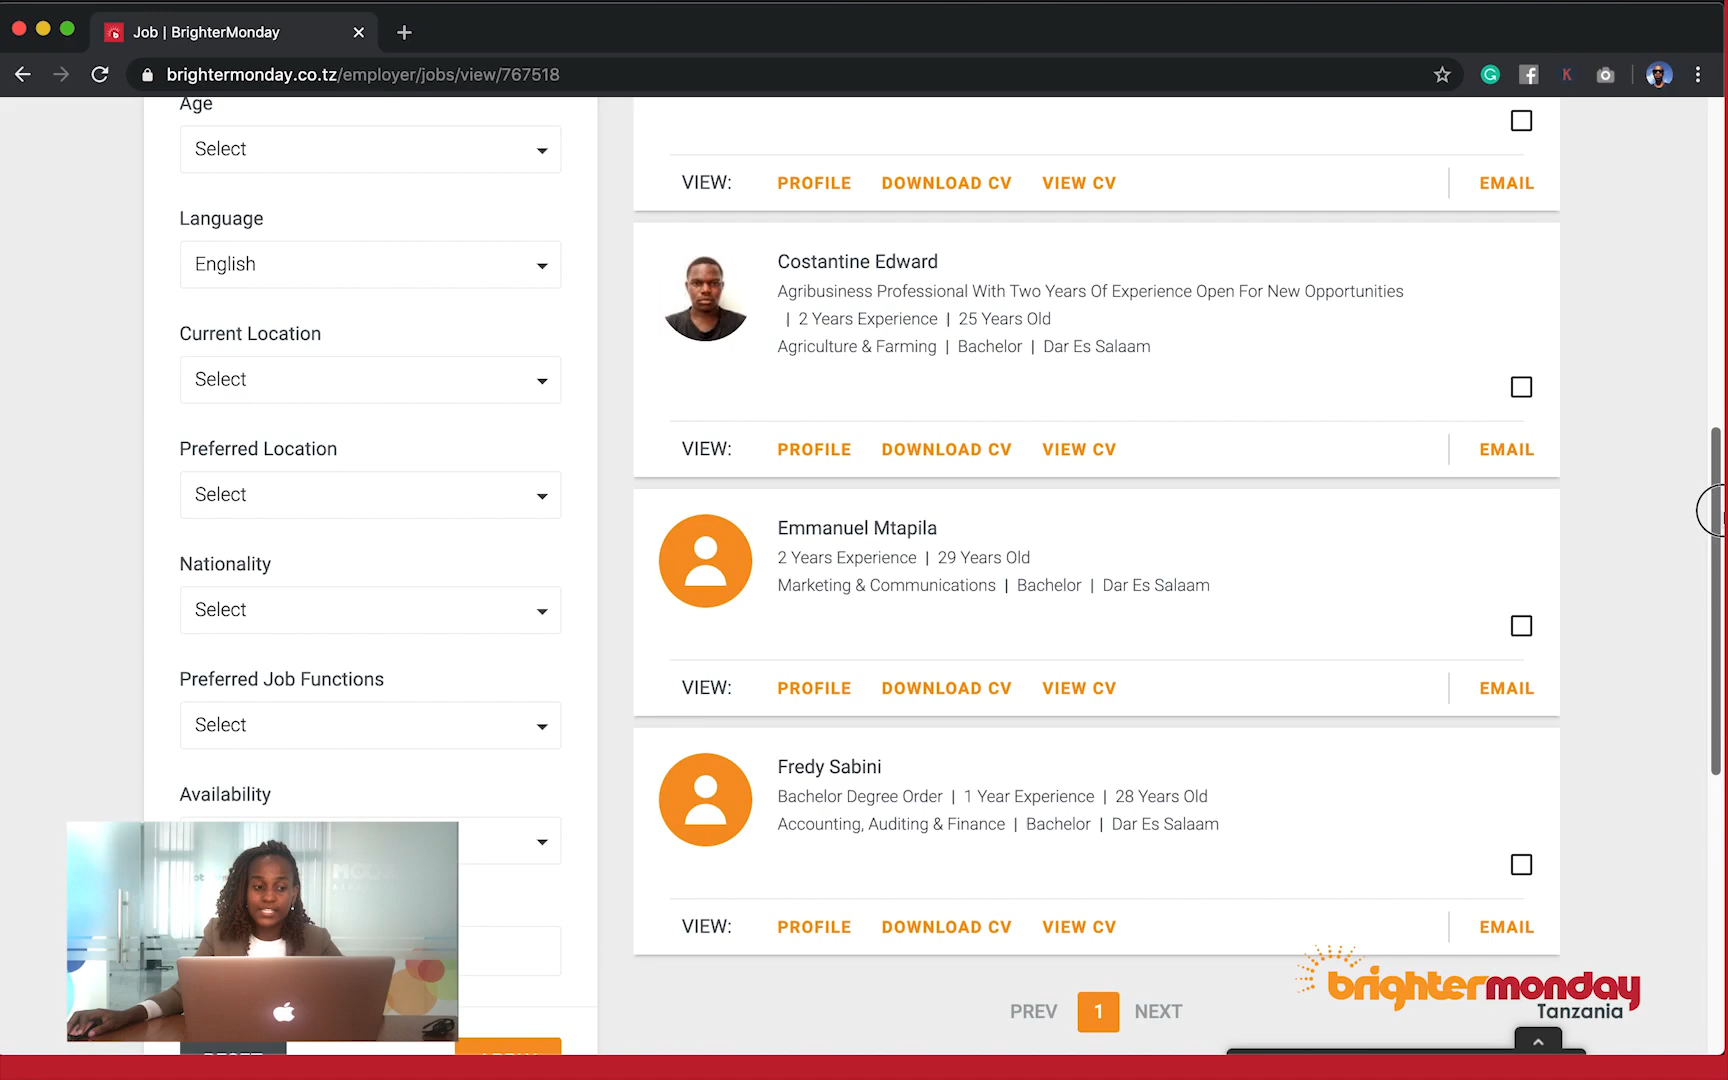 Job | BrighterMonday
brightermonday.co.tz/employer/jobs/view/767518
Age
Select
Language
English
Current Location
Select
Preferred Location
Select
Nationality
Select
Preferred Job Functions
Select
Availability
VIEW: PROFILE DOWNLOAD CV VIEW CV EMAIL
Costantine Edward
Agribusiness Professional With Two Years Of Experience Open For New Opportunities
| 2 Years Experience | 25 Years Old
Agriculture & Farming | Bachelor | Dar Es Salaam
VIEW: PROFILE DOWNLOAD CV VIEW CV EMAIL
Emmanuel Mtapila
2 Years Experience | 29 Years Old
Marketing & Communications | Bachelor | Dar Es Salaam
VIEW: PROFILE DOWNLOAD CV VIEW CV EMAIL
Fredy Sabini
Bachelor Degree Order | 1 Year Experience | 28 Years Old
Accounting, Auditing & Finance | Bachelor | Dar Es Salaam
VIEW: PROFILE DOWNLOAD CV VIEW CV EMAIL
PREV 1 NEXT
brightermonday
Tanzania